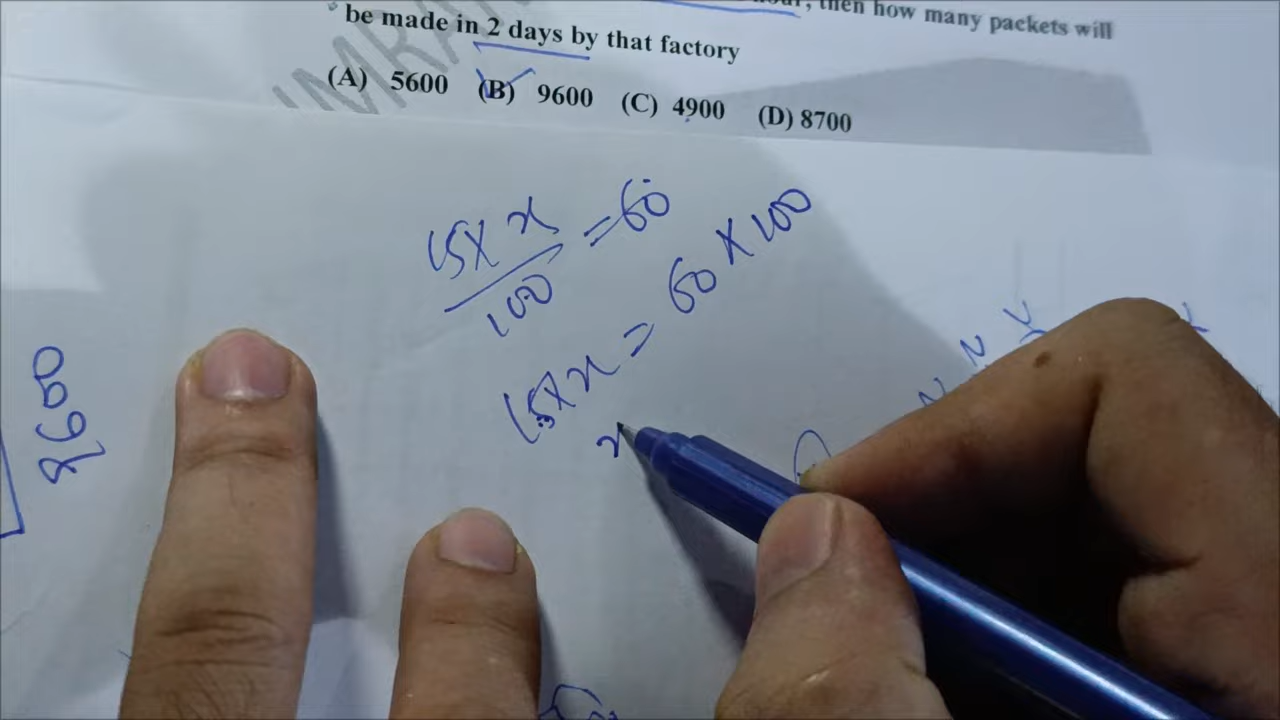 , then how many packets will
be made in 2 days by that factory
(A) 5600 (B) 9600 (C) 4900 (D) 8700
15 × x / 100 = 60
15 × x = 60 × 100
x
9600